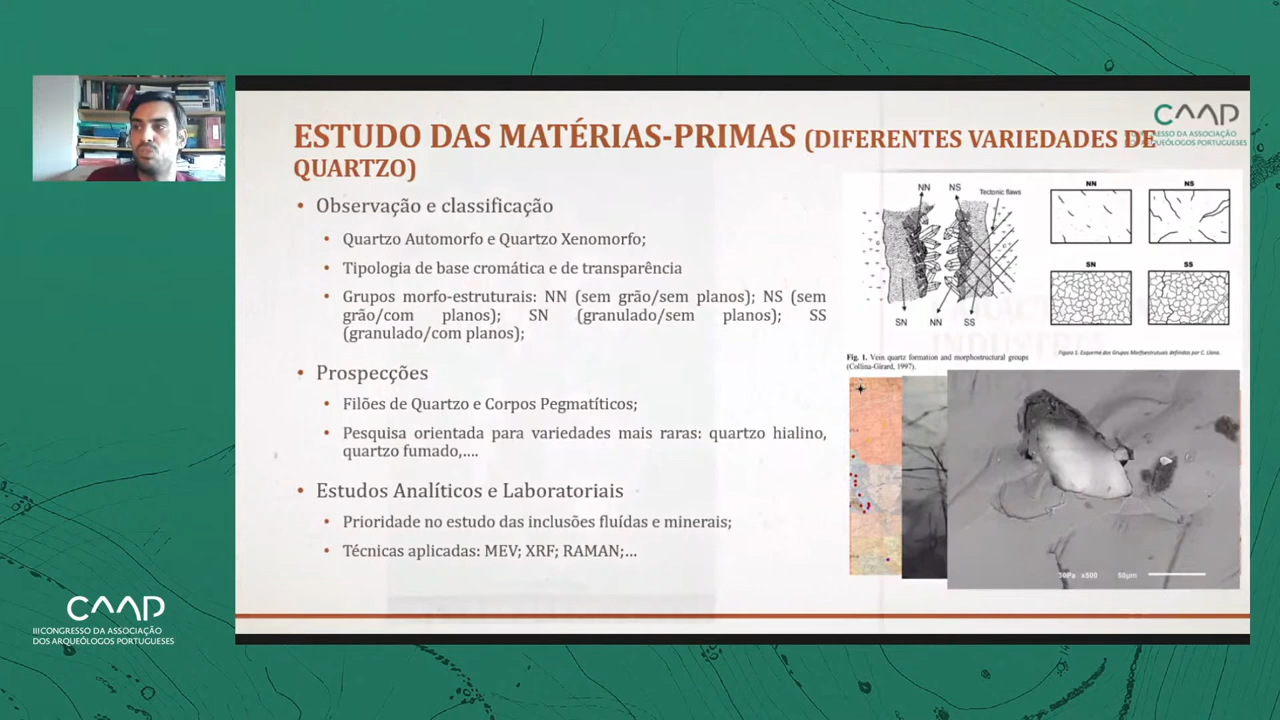 ESTUDO DAS MATÉRIAS-PRIMAS (DIFERENTES VARIEDADES DE
QUARTZO)
CAAP
CONGRESSO DA ASSOCIAÇÃO
DOS ARQUEÓLOGOS PORTUGUESES
• Observação e classificação
• Quartzo Automorfo e Quartzo Xenomorfo;
• Tipologia de base cromática e de transparência
• Grupos morfo-estruturais: NN (sem grão/sem planos); NS (sem
grão/com planos); SN (granulado/sem planos); SS
(granulado/com planos);
• Prospecções
• Filões de Quartzo e Corpos Pegmatíticos;
• Pesquisa orientada para variedades mais raras: quartzo hialino,
quartzo fumado,....
• Estudos Analíticos e Laboratoriais
• Prioridade no estudo das inclusões fluídas e minerais;
• Técnicas aplicadas: MEV; XRF; RAMAN;...
NN NS Tectonic flaws
SN NN SS
Fig. 1. Vein quartz formation and morphostructural groups
(Collina-Girard, 1997).
NN NS
SN SS
Figura 1. Esquema dos Grupos Morfoestrutuais definidos por C. Llana.
30Pa x500 50µm
CAAP
III CONGRESSO DA ASSOCIAÇÃO
DOS ARQUEÓLOGOS PORTUGUESES